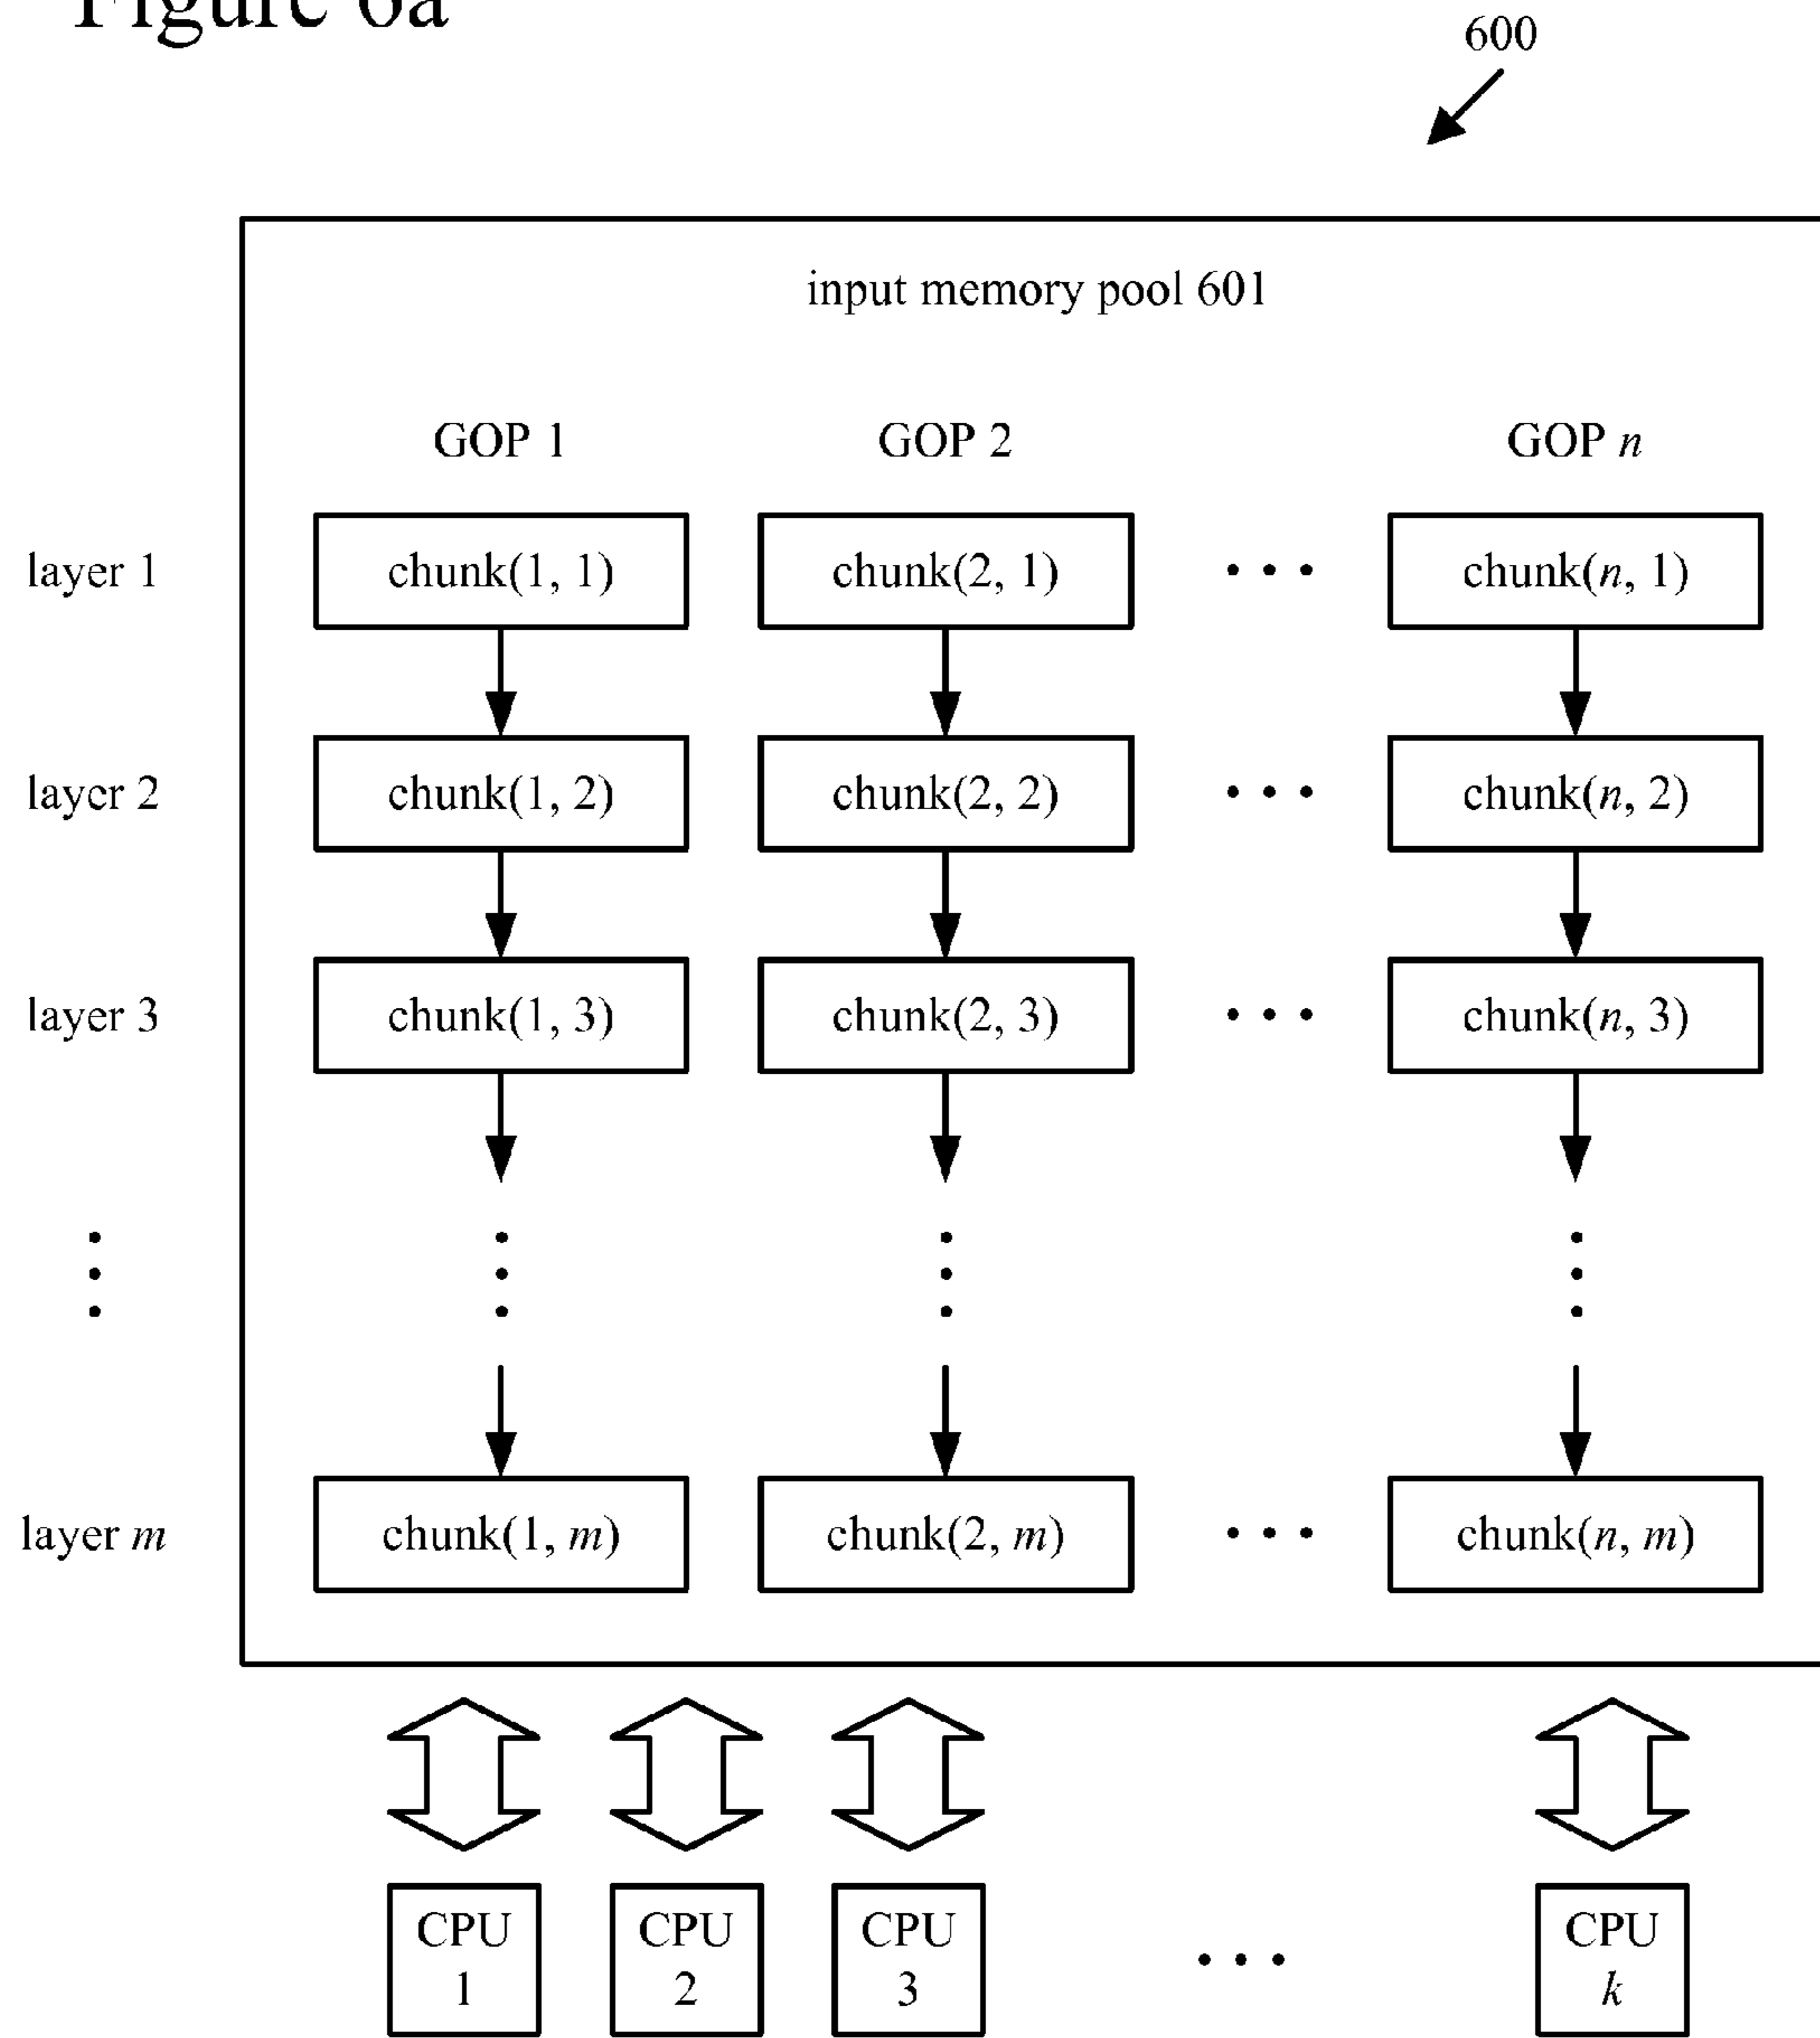 Figure 6a
600
input memory pool 601
GOP 1 GOP 2 GOP n
layer 1 chunk(1, 1) chunk(2, 1) • • • chunk(n, 1)
layer 2 chunk(1, 2) chunk(2, 2) • • • chunk(n, 2)
layer 3 chunk(1, 3) chunk(2, 3) • • • chunk(n, 3)
layer m chunk(1, m) chunk(2, m) • • • chunk(n, m)
CPU CPU CPU CPU
1 2 3 • • • k